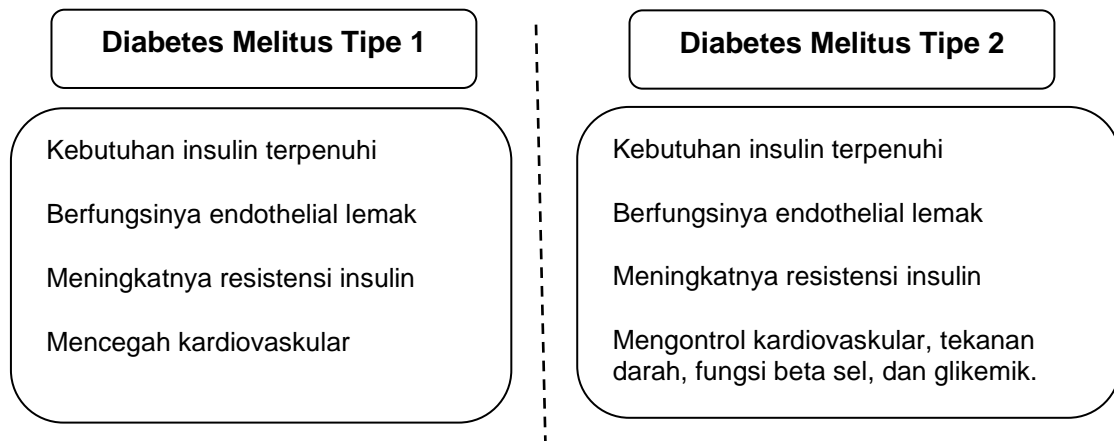 Diabetes Melitus Tipe 1
Kebutuhan insulin terpenuhi
Berfungsinya endothelial lemak
Meningkatnya resistensi insulin
Mencegah kardiovaskular
Diabetes Melitus Tipe 2
Kebutuhan insulin terpenuhi
Berfungsinya endothelial lemak
Meningkatnya resistensi insulin
Mengontrol kardiovaskular, tekanan
darah, fungsi beta sel, dan glikemik.